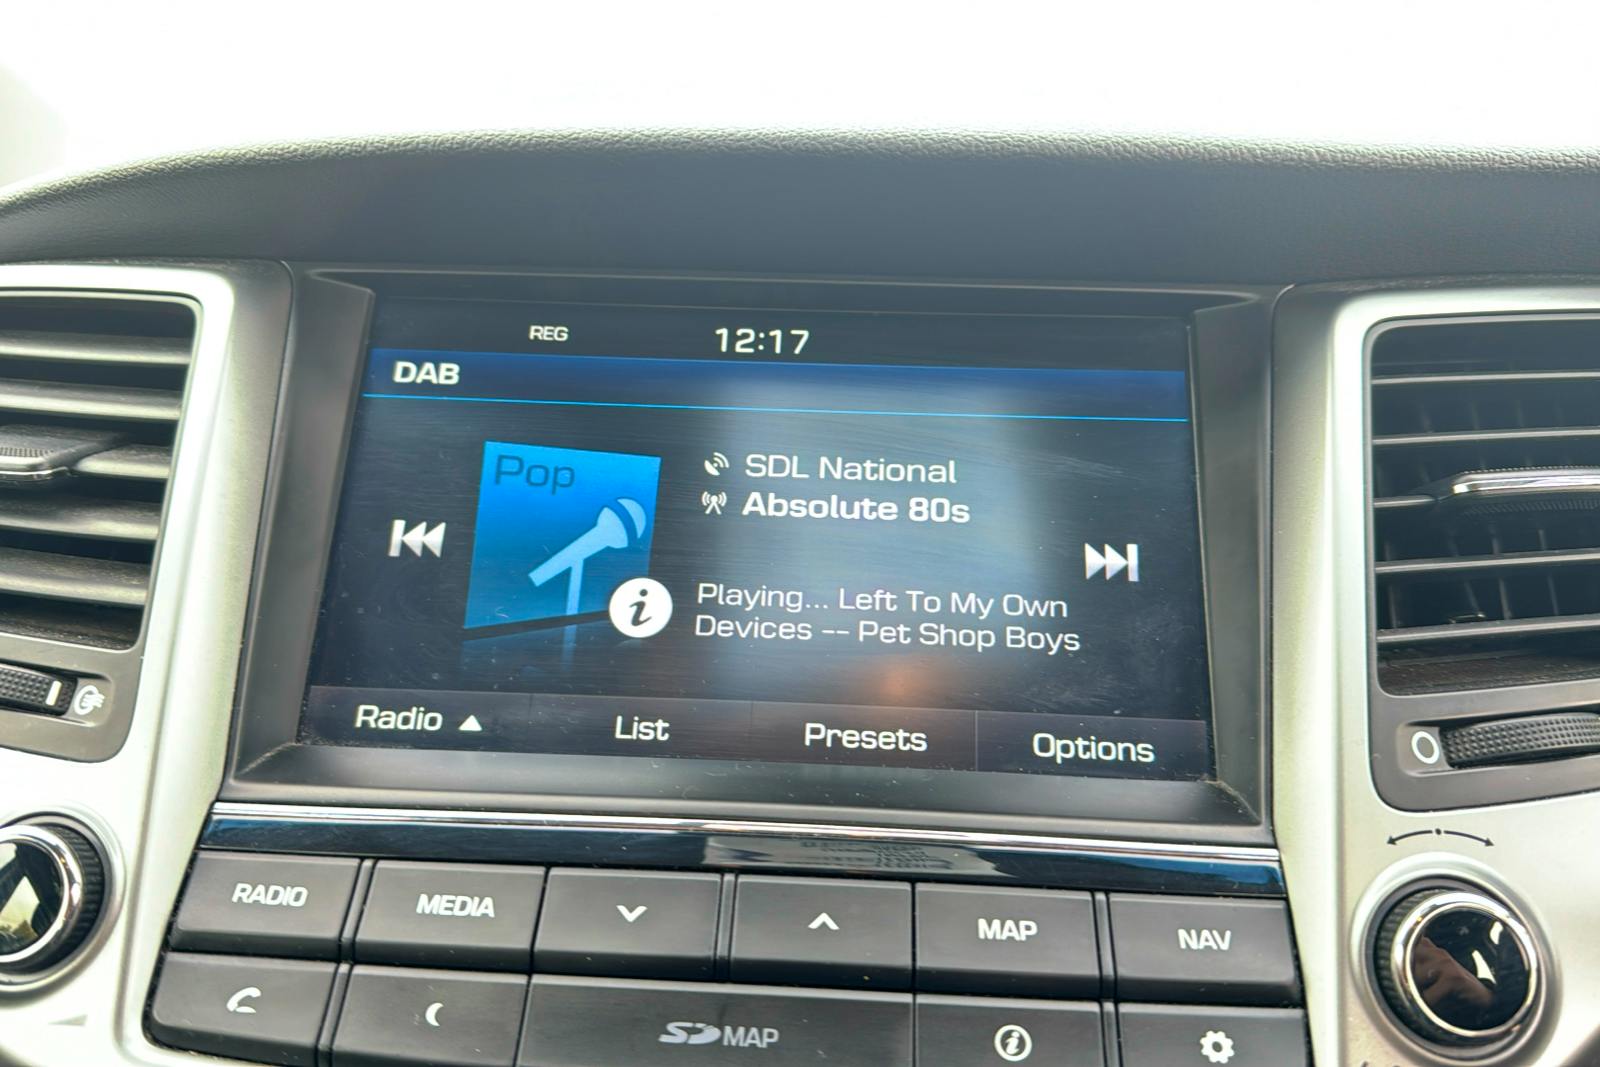 REG
12:17
DAB
Pop
SDL National
Absolute 80s
Playing... Left To My Own
Devices -- Pet Shop Boys
Radio ▲
List
Presets
Options
RADIO
MEDIA
MAP
NAV
SD MAP